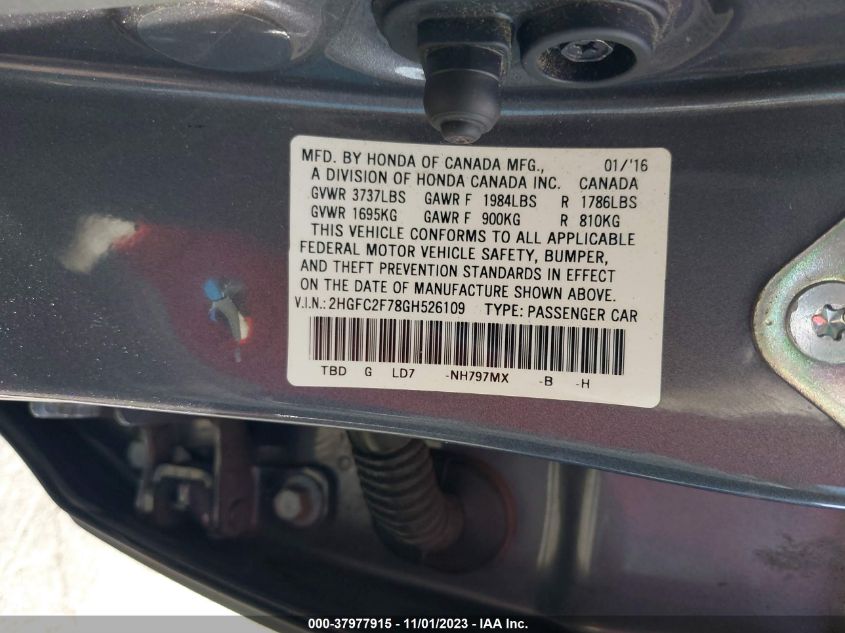 MFD. BY HONDA OF CANADA MFG., 01/'16
A DIVISION OF HONDA CANADA INC. CANADA
GVWR 3737LBS GAWR F 1984LBS R 1786LBS
GVWR 1695KG GAWR F 900KG R 810KG
THIS VEHICLE CONFORMS TO ALL APPLICABLE
FEDERAL MOTOR VEHICLE SAFETY, BUMPER,
AND THEFT PREVENTION STANDARDS IN EFFECT
ON THE DATE OF MANUFACTURE SHOWN ABOVE.
V.I.N.: 2HGFC2F78GH526109 TYPE: PASSENGER CAR
TBD G LD7 -NH797MX -B -H
000-37977915 - 11/01/2023 - IAA Inc.